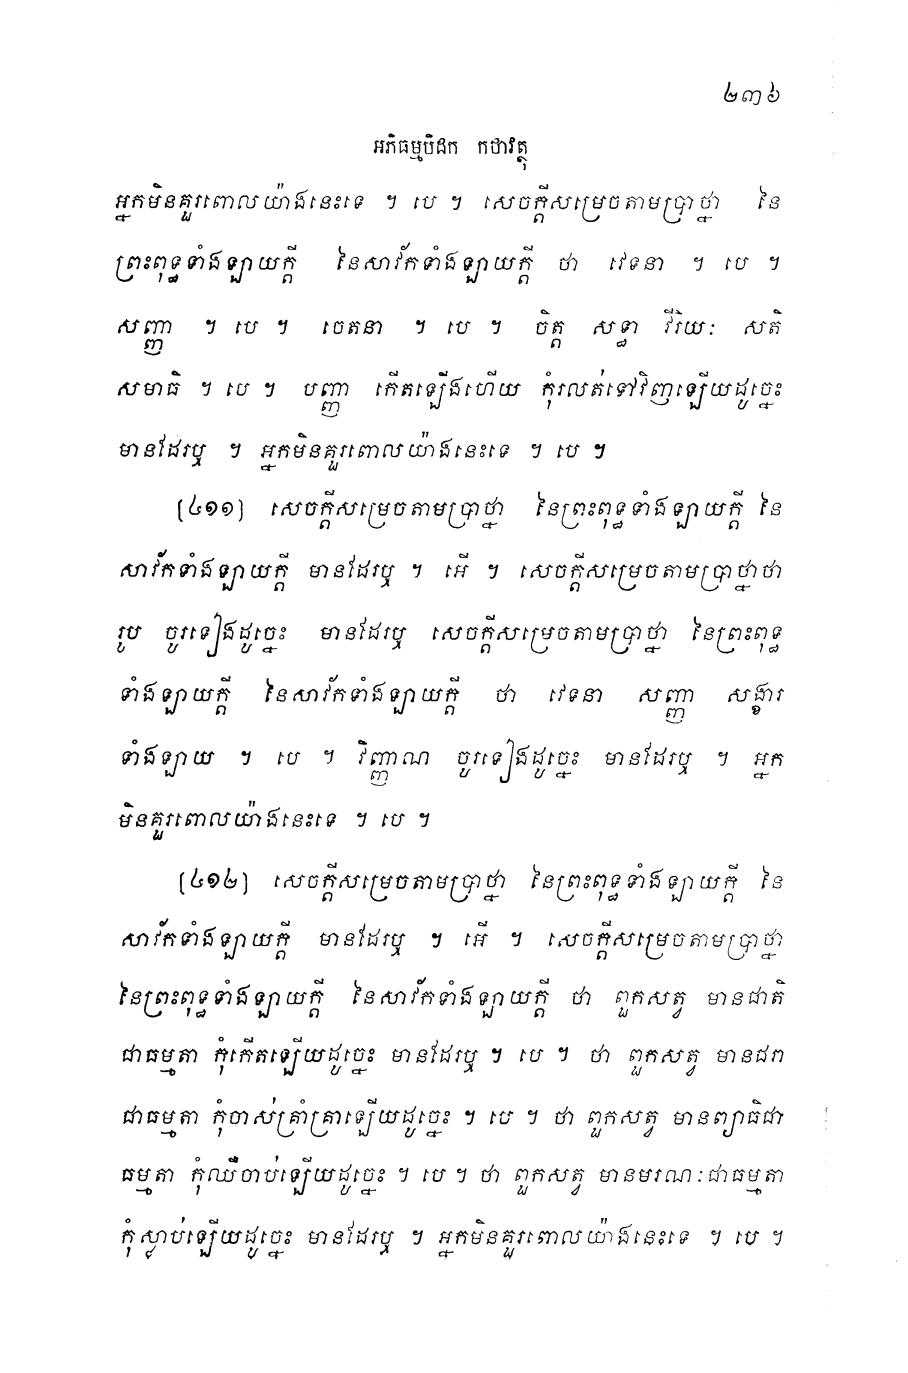 ២៣៦
អភិធម្មបិដក កថាវត្ថុ
អ្នកមិនគួរពោលយ៉ាងនេះទេ ។ បេ ។ សេចក្តីសម្រេចតាមប្រាថ្នា នៃ
ព្រះពុទ្ធទាំងឡាយក្តី នៃសាវ័កទាំងឡាយក្តី ថា វេទនា ។ បេ ។
សញ្ញា ។ បេ ។ ចេតនា ។ បេ ។ ចិត្ត សទ្ធា វីរិយៈ សតិ
សមាធិ ។ បេ ។ បញ្ញា កើតឡើងហើយ កុំរលត់ទៅវិញឡើយដូច្នេះ
មានដែរឬ ។ អ្នកមិនគួរពោលយ៉ាងនេះទេ ។ បេ ។
(៤១១) សេចក្តីសម្រេចតាមប្រាថ្នា នៃព្រះពុទ្ធទាំងឡាយក្តី នៃ
សាវ័កទាំងឡាយក្តី មានដែរឬ ។ អើ ។ សេចក្តីសម្រេចតាមប្រាថ្នាថា
រូប ចូរទៀងដូច្នេះ មានដែរឬ សេចក្តីសម្រេចតាមប្រាថ្នា នៃព្រះពុទ្ធ
ទាំងឡាយក្តី នៃសាវ័កទាំងឡាយក្តី ថា វេទនា សញ្ញា សង្ខារ
ទាំងឡាយ ។ បេ ។ វិញ្ញាណ ចូរទៀងដូច្នេះ មានដែរឬ ។ អ្នក
មិនគួរពោលយ៉ាងនេះទេ ។ បេ ។
(៤១២) សេចក្តីសម្រេចតាមប្រាថ្នា នៃព្រះពុទ្ធទាំងឡាយក្តី នៃ
សាវ័កទាំងឡាយក្តី មានដែរឬ ។ អើ ។ សេចក្តីសម្រេចតាមប្រាថ្នា
នៃព្រះពុទ្ធទាំងឡាយក្តី នៃសាវ័កទាំងឡាយក្តី ថា ពួកសត្វ មានជាតិ
ជាធម្មតា កុំកើតឡើយដូច្នេះ មានដែរឬ ។ បេ ។ ថា ពួកសត្វ មានជរា
ជាធម្មតា កុំចាស់គ្រាំគ្រាឡើយដូច្នេះ ។ បេ ។ ថា ពួកសត្វ មានព្យាធិជា
ធម្មតា កុំឈឺចាប់ឡើយដូច្នេះ ។ បេ ។ ថា ពួកសត្វ មានមរណៈជាធម្មតា
កុំស្លាប់ឡើយដូច្នេះ មានដែរឬ ។ អ្នកមិនគួរពោលយ៉ាងនេះទេ ។ បេ ។